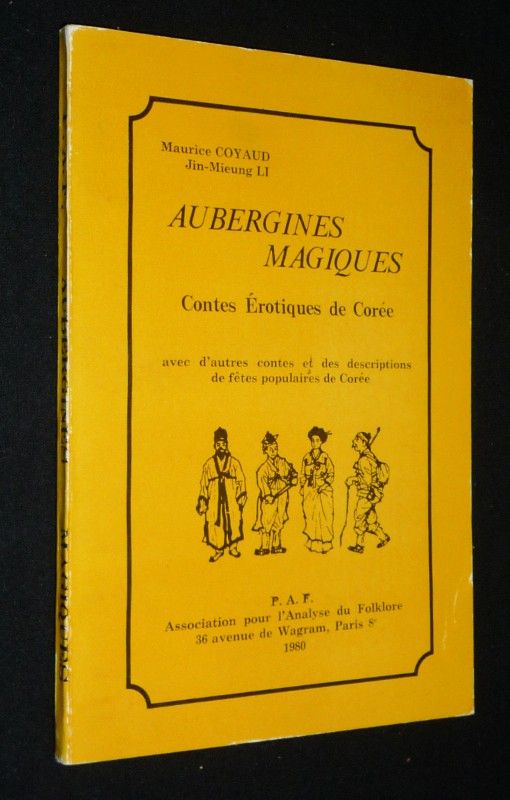 Maurice COYAUD
Jin-Mieung LI
AUBERGINES
MAGIQUES
Contes Érotiques de Corée
avec d'autres contes et des descriptions
de fêtes populaires de Corée
P. A. F.
Association pour l'Analyse du Folklore
36 avenue de Wagram, Paris 8e
1980